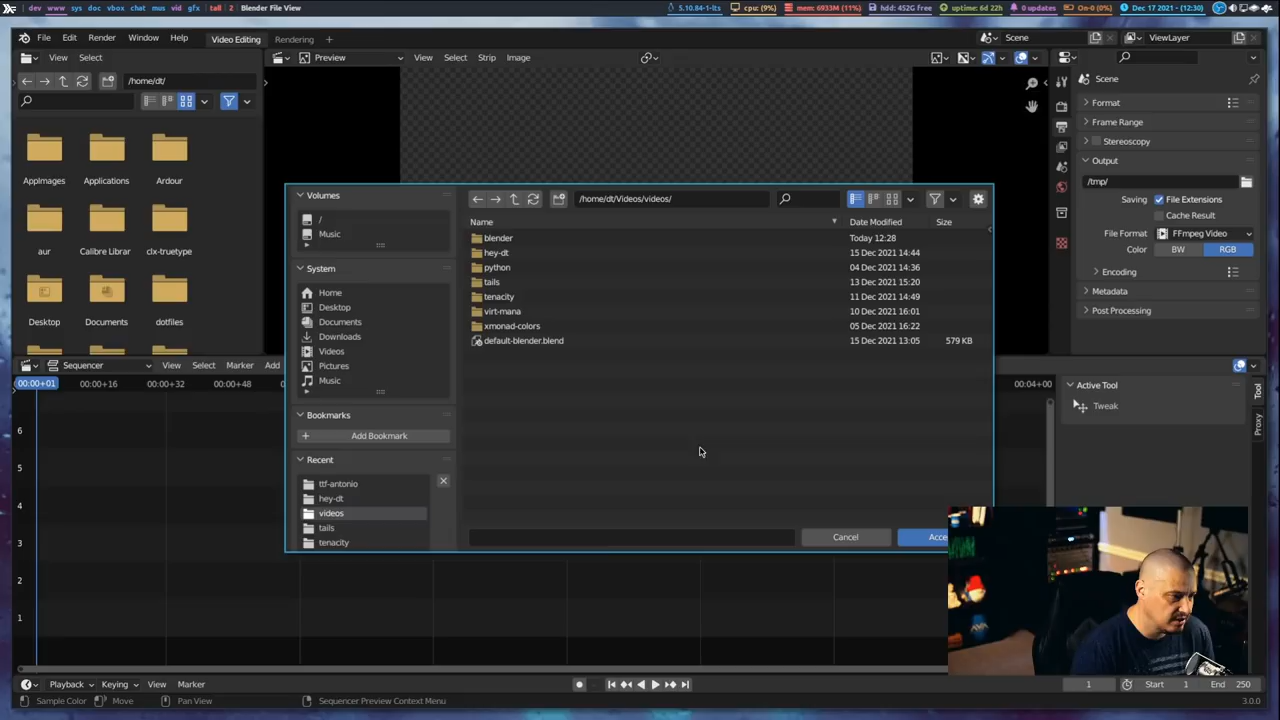 dev www sys doc vbox chat mus vid gfx tall 2 Blender File View 5.10.84-1-lts cpu: (9%) mem: 6933M (11%) hdd: 452G Free uptime: 6d 22h 0 updates On-0 (0%) Dec 17 2021 - (12:30)
File Edit Render Window Help Video Editing Rendering + Scene ViewLayer
View Select Preview View Select Strip Image
/home/dt/
Scene
Format
Frame Range
Stereoscopy
Output
/tmp/
Saving File Extensions
Cache Result
File Format FFmpeg Video
Color BW RGB
Encoding
Metadata
Post Processing
AppImages Applications Ardour
aur Calibre Library clx-truetype
Desktop Documents dotfiles
Volumes
/
Music
System
Home
Desktop
Documents
Downloads
Videos
Pictures
Music
Bookmarks
+ Add Bookmark
Recent
ttf-antonio
hey-dt
videos
tails
tenacity
/home/dt/Videos/videos/
Name Date Modified Size
blender Today 12:28
hey-dt 15 Dec 2021 14:44
python 04 Dec 2021 14:36
tails 13 Dec 2021 15:20
tenacity 11 Dec 2021 14:49
virt-mana 10 Dec 2021 16:01
xmonad-colors 05 Dec 2021 16:22
default-blender.blend 15 Dec 2021 13:05 579 KB
Cancel Acce
Sequencer View Select Marker Add
00:00+01 00:00+16 00:00+32 00:00+48 00:04+00
6
5
4
3
2
1
Active Tool
Tweak
Tool
Proxy
Playback Keying View Marker 1 Start 1 End 250
Sample Color Move Pan View Sequencer Preview Context Menu 3.0.0